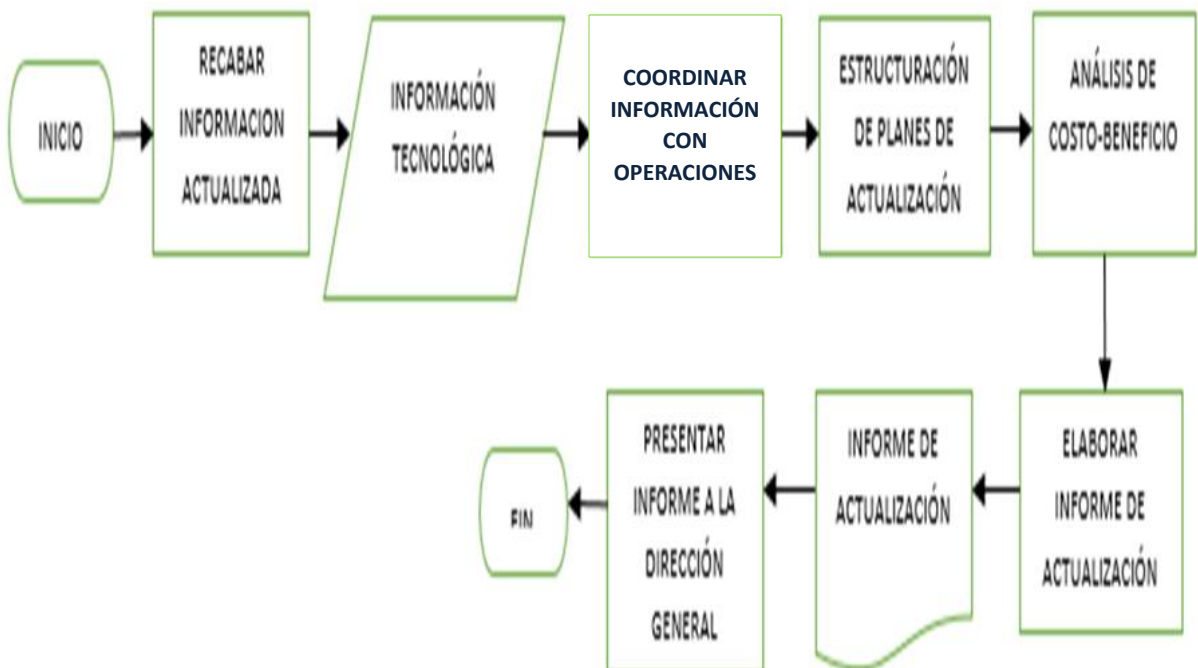 INICIO
RECABAR
INFORMACION
ACTUALIZADA
INFORMACIÓN
TECNOLÓGICA
COORDINAR
INFORMACIÓN
CON
OPERACIONES
ESTRUCTURACIÓN
DE PLANES DE
ACTUALIZACIÓN
ANÁLISIS DE
COSTO-BENEFICIO
ELABORAR
INFORME DE
ACTUALIZACIÓN
INFORME DE
ACTUALIZACIÓN
PRESENTAR
INFORME A LA
DIRECCIÓN
GENERAL
FIN